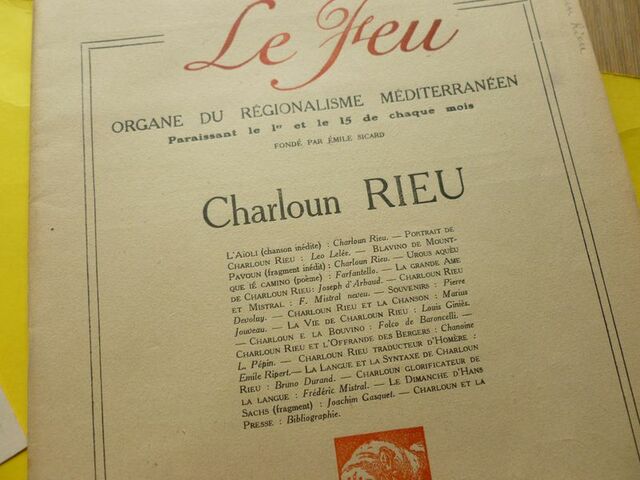 Le Feu
ORGANE DU RÉGIONALISME MÉDITERRANÉEN
Paraissant le 1er et le 15 de chaque mois
FONDÉ PAR ÉMILE SICARD
Charloun RIEU
L'AÏOLI (chanson inédite) : Charloun Rieu. — PORTRAIT DE
CHARLOUN RIEU : Leo Lelée. — BLAVINO DE MOUNT-
PAVOUN (fragment inédit) : Charloun Rieu. — UROUS AQUÈU
QUE TÉ CAMINO (poème) : Farfantello. — LA GRANDE AME
DE CHARLOUN RIEU : Joseph d'Arbaud. — CHARLOUN RIEU
ET MISTRAL : F. Mistral neveu. — SOUVENIRS : Pierre
Devoluy. — CHARLOUN RIEU ET LA CHANSON : Marius
Jouveau. — LA VIE DE CHARLOUN RIEU : Louis Giniès.
— CHARLOUN E LA BOUVINO : Folco de Baroncelli. —
CHARLOUN RIEU ET L'OFFRANDE DES BERGERS : Chanoine
L. Pépin. — CHARLOUN RIEU TRADUCTEUR D'HOMÈRE :
Emile Ripert. — LA LANGUE ET LA SYNTAXE DE CHARLOUN
RIEU : Bruno Durand. — CHARLOUN GLORIFICATEUR DE
LA LANGUE : Frédéric Mistral. — LE DIMANCHE D'HANS
SACHS (fragment) : Joachim Gasquet. — CHARLOUN ET LA
PRESSE : Bibliographie.
Rieu